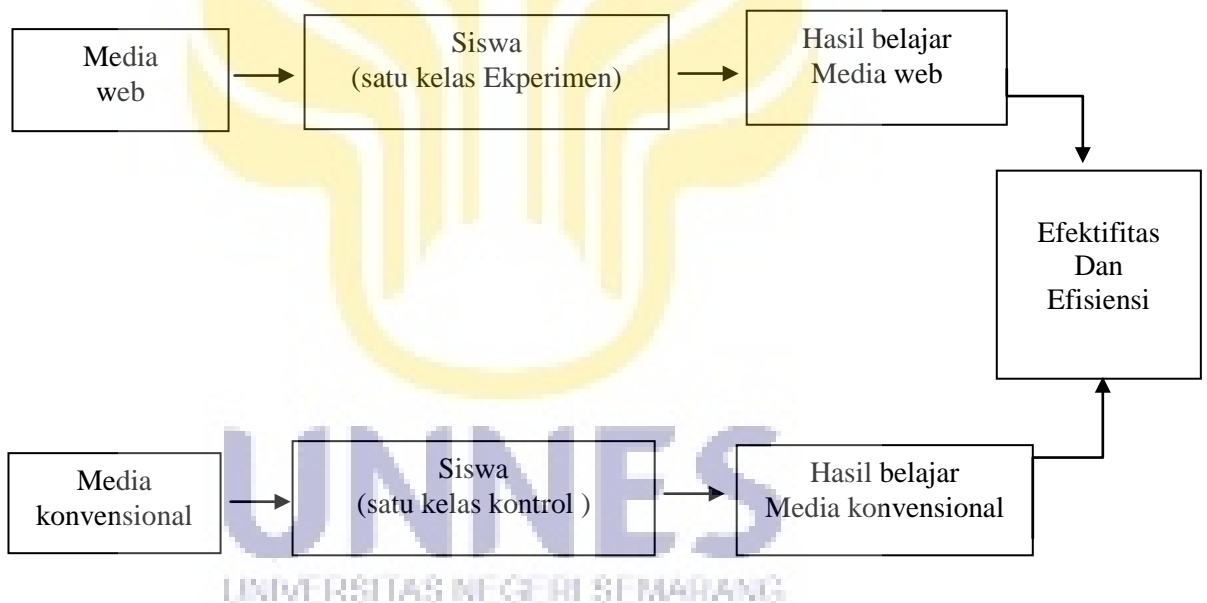 Media
web
Siswa
(satu kelas Ekperimen)
Hasil belajar
Media web
Efektifitas
Dan
Efisiensi
Media
konvensional
Siswa
(satu kelas kontrol )
Hasil belajar
Media konvensional
UNNES
UNIVERSITAS NEGERI SEMARANG